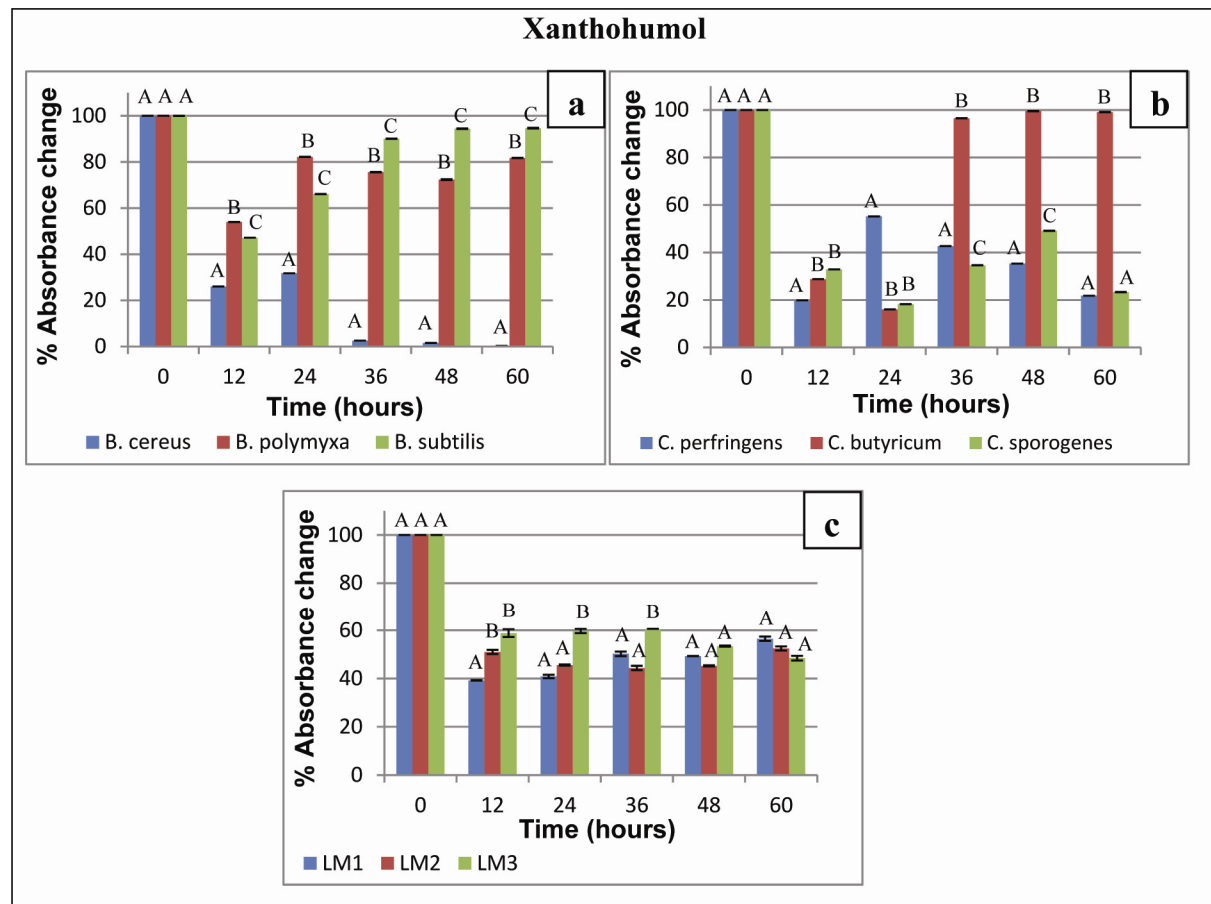 Xanthohumol
a
% Absorbance change
100
80
60
40
20
0
A A A
A B C
A B C
A B C
A B C
A B C
0 12 24 36 48 60
Time (hours)
B. cereus B. polymyxa B. subtilis
b
% Absorbance change
100
80
60
40
20
0
A A A
A B B
A B B
A B C
A B C
A B A
0 12 24 36 48 60
Time (hours)
C. perfringens C. butyricum C. sporogenes
c
% Absorbance change
100
80
60
40
20
0
A A A
A B B
A A B
A A B
A A A
A A A
0 12 24 36 48 60
Time (hours)
LM1 LM2 LM3